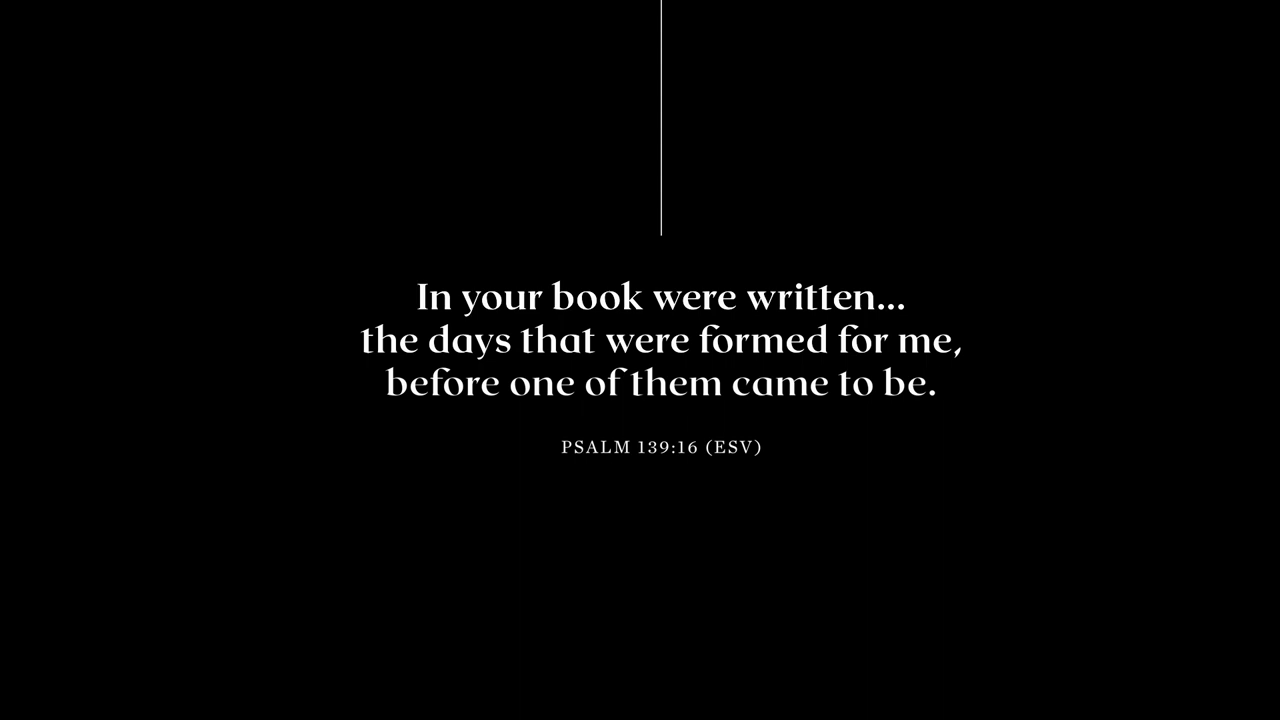 In your book were written...
the days that were formed for me,
before one of them came to be.
PSALM 139:16 (ESV)